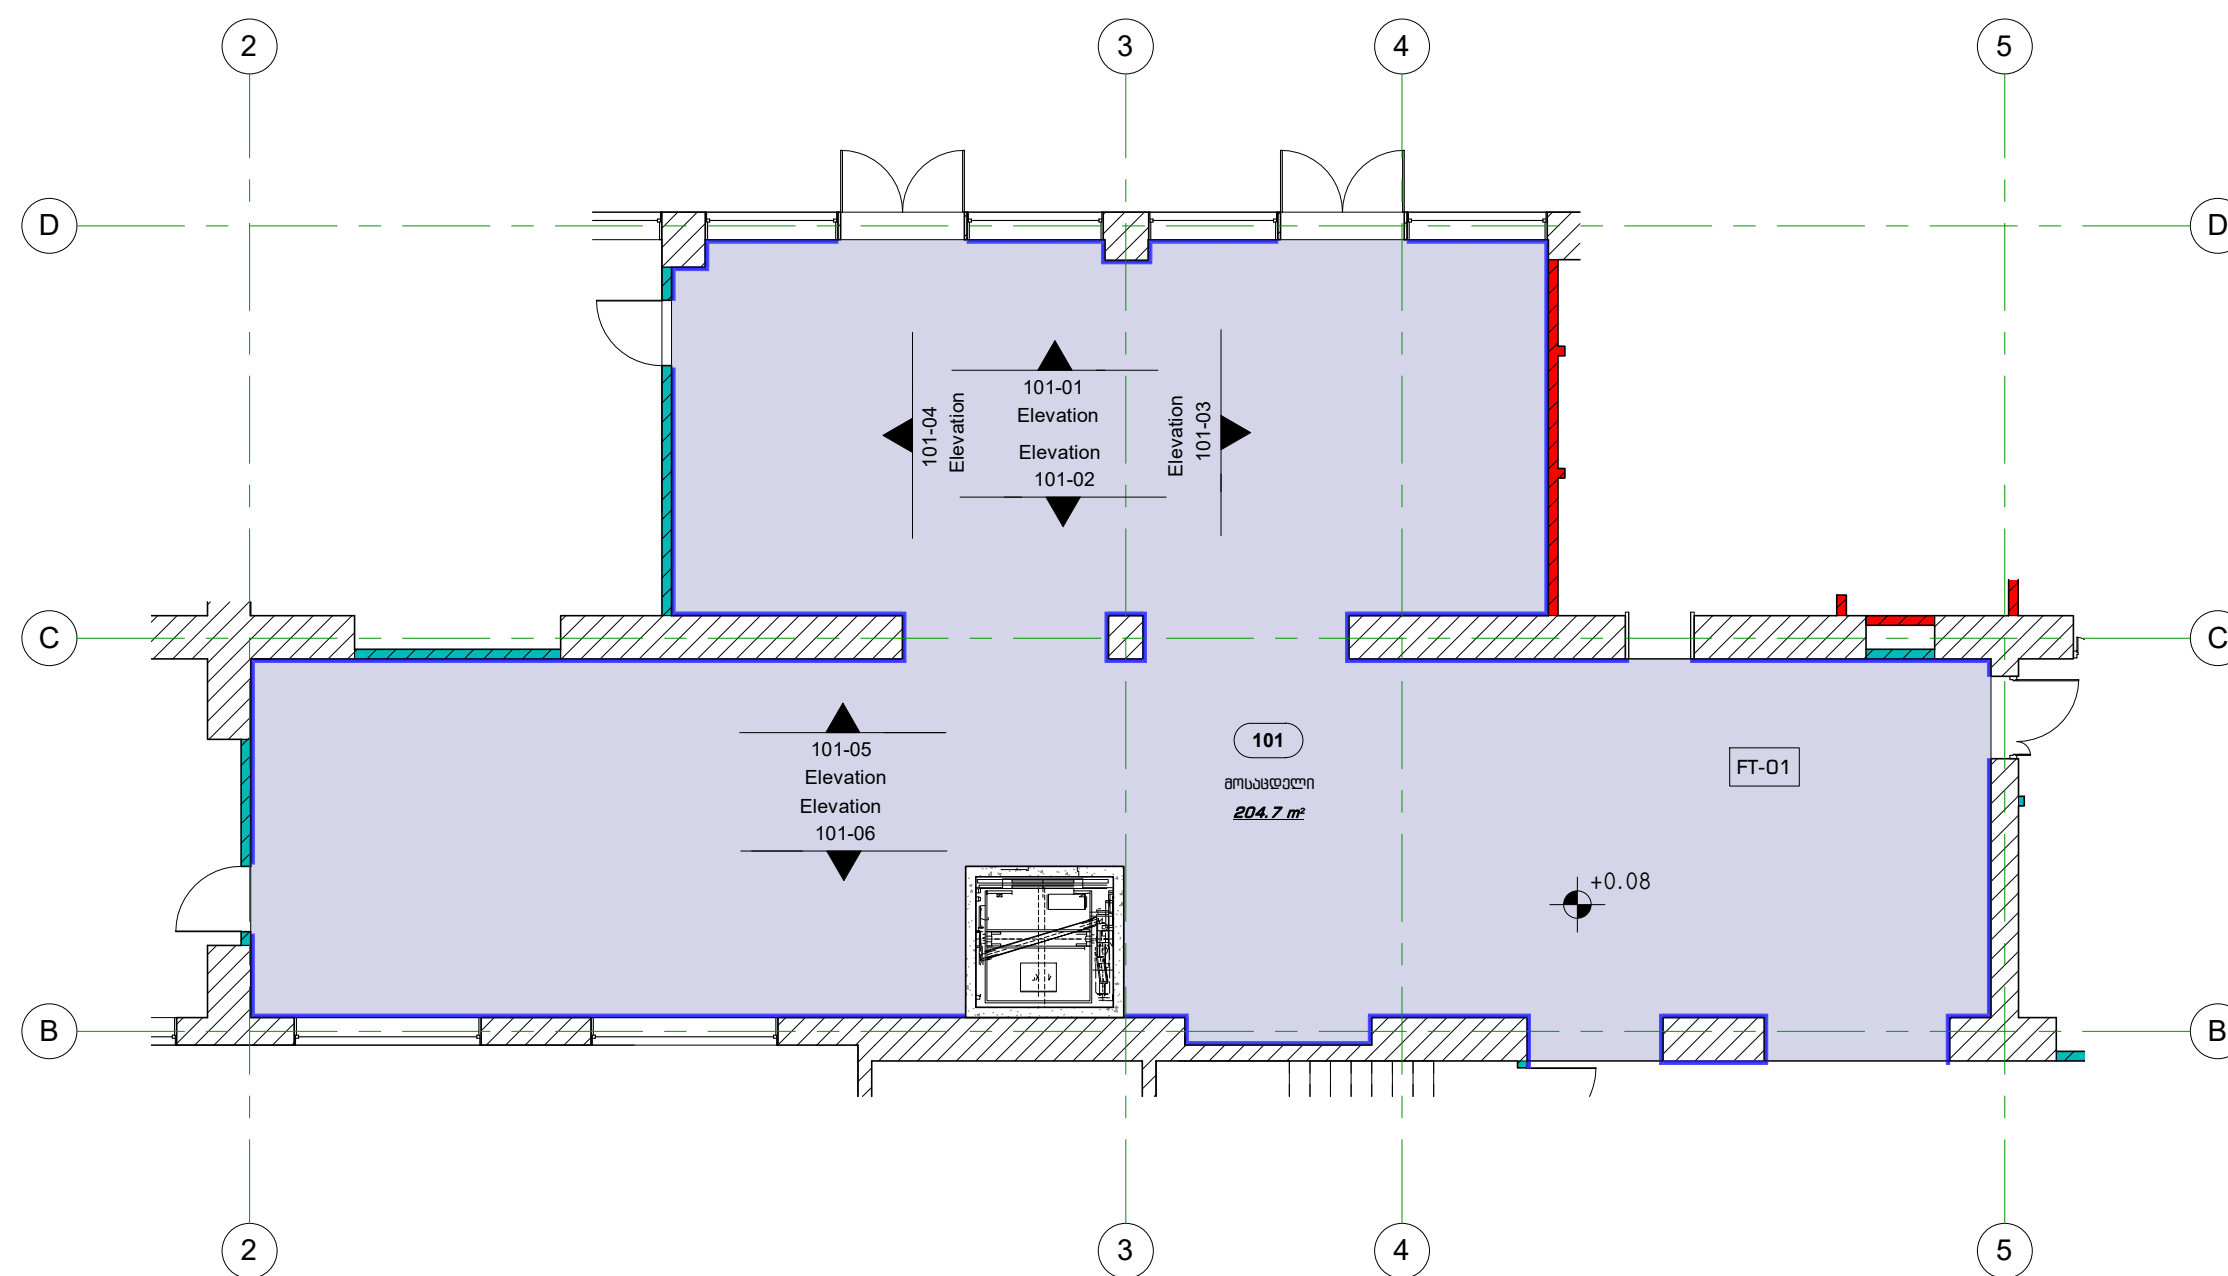 2
3
4
5
D
D
101-01
Elevation
Elevation
101-02
101-04
Elevation
Elevation
101-03
C
C
101-05
Elevation
Elevation
101-06
101
მოსაცდელი
204.7 m²
FT-01
+0.08
B
B
2
3
4
5